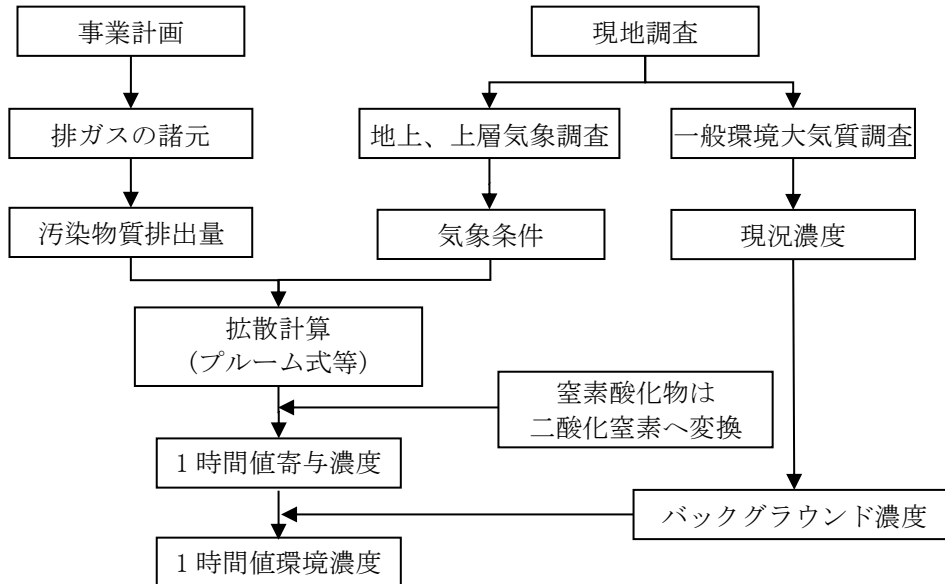 事業計画
現地調査
排ガスの諸元
地上、上層気象調査
一般環境大気質調査
汚染物質排出量
気象条件
現況濃度
拡散計算
(プルーム式等)
窒素酸化物は
二酸化窒素へ変換
1時間値寄与濃度
バックグラウンド濃度
1時間値環境濃度